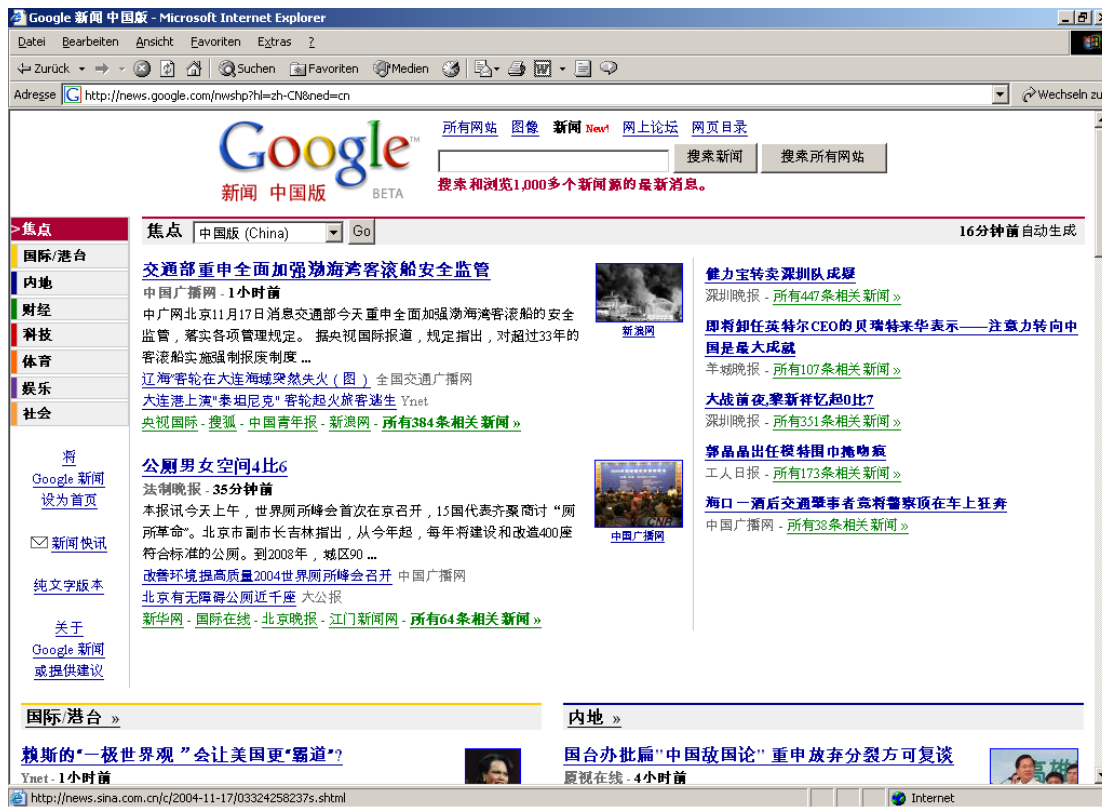 Google 新闻 中国版 - Microsoft Internet Explorer
Datei Bearbeiten Ansicht Favoriten Extras ?
Zurück Suchen Favoriten Medien
Adresse http://news.google.com/nwshp?hl=zh-CN&ned=cn Wechseln zu
所有网站 图像 新闻 New! 网上论坛 网页目录
Google™
搜索新闻 搜索所有网站
新闻 中国版 BETA
搜索和浏览1,000多个新闻源的最新消息。
>焦点
国际/港台
内地
财经
科技
体育
娱乐
社会
将
Google 新闻
设为首页
新闻快讯
纯文字版本
关于
Google 新闻
或提供建议
焦点 中国版 (China) Go 16分钟前自动生成
交通部重申全面加强渤海湾客滚船安全监管
中国广播网 - 1小时前
中广网北京11月17日消息交通部今天重申全面加强渤海湾客滚船的安全
监管，落实各项管理规定。 据央视国际报道，规定指出，对超过33年的
客滚船实施强制报废制度 ...
辽海"客轮在大连海域突然失火（图） 全国交通广播网
大连港上演"泰坦尼克" 客轮起火旅客逃生 Ynet
央视国际 - 搜狐 - 中国青年报 - 新浪网 - 所有384条相关新闻 »
新浪网
公厕男女空间4比6
法制晚报 - 35分钟前
本报讯今天上午，世界厕所峰会首次在京召开，15国代表齐聚商讨“厕
所革命”。北京市副市长吉林指出，从今年起，每年将建设和改造400座
符合标准的公厕。到2008年，城区90 ...
改善环境提高质量2004世界厕所峰会召开 中国广播网
北京有无障碍公厕近千座 大公报
新华网 - 国际在线 - 北京晚报 - 江门新闻网 - 所有64条相关新闻 »
CNR
中国广播网
健力宝转卖深圳队成疑
深圳晚报 - 所有447条相关新闻 »
即将卸任英特尔CEO的贝瑞特来华表示——注意力转向中
国是最大成就
羊城晚报 - 所有107条相关新闻 »
大战前夜,黎新祥忆起0比7
深圳晚报 - 所有351条相关新闻 »
郭晶晶出任模特围巾掩吻痕
工人日报 - 所有173条相关新闻 »
海口一酒后交通肇事者竟将警察顶在车上狂奔
中国广播网 - 所有38条相关新闻 »
国际/港台 »
赖斯的“一极世界观 ”会让美国更“霸道”?
Ynet - 1小时前
内地 »
国台办批扁"中国敌国论" 重申放弃分裂方可复谈
厦视在线 - 4小时前
高雄
http://news.sina.com.cn/c/2004-11-17/03324258237s.shtml Internet